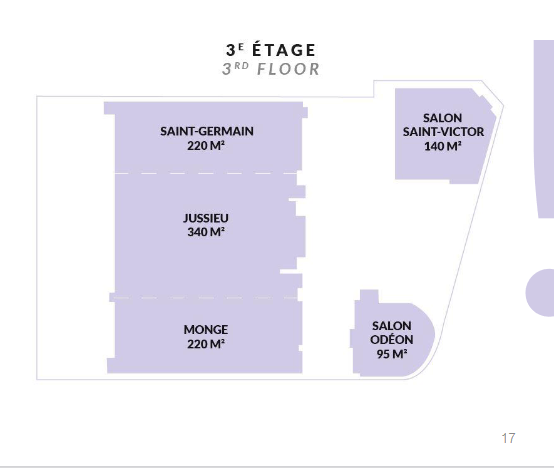 3ᴱ ÉTAGE
3ᴿᴰ FLOOR
SAINT-GERMAIN
220 M²
SALON
SAINT-VICTOR
140 M²
JUSSIEU
340 M²
MONGE
220 M²
SALON
ODÉON
95 M²
17